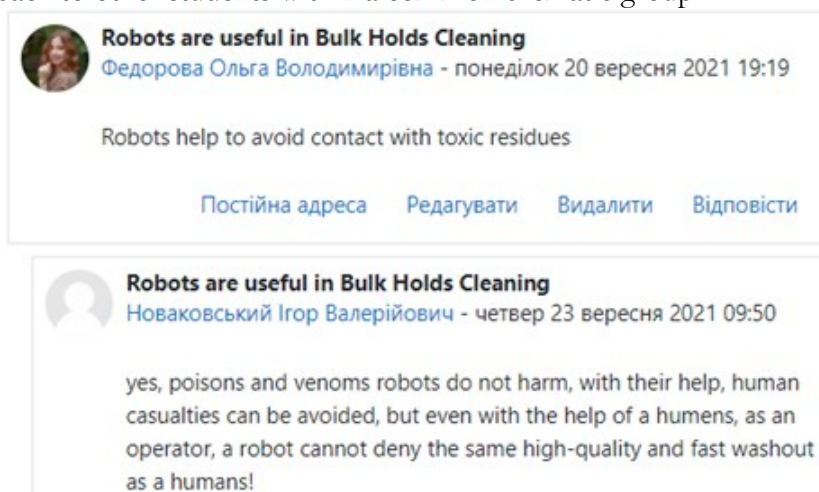 Robots are useful in Bulk Holds Cleaning
Федорова Ольга Володимирівна - понеділок 20 вересня 2021 19:19
Robots help to avoid contact with toxic residues
Постійна адреса Редагувати Видалити Відповісти
Robots are useful in Bulk Holds Cleaning
Новаковський Ігор Валерійович - четвер 23 вересня 2021 09:50
yes, poisons and venoms robots do not harm, with their help, human
casualties can be avoided, but even with the help of a humens, as an
operator, a robot cannot deny the same high-quality and fast washout
as a humans!